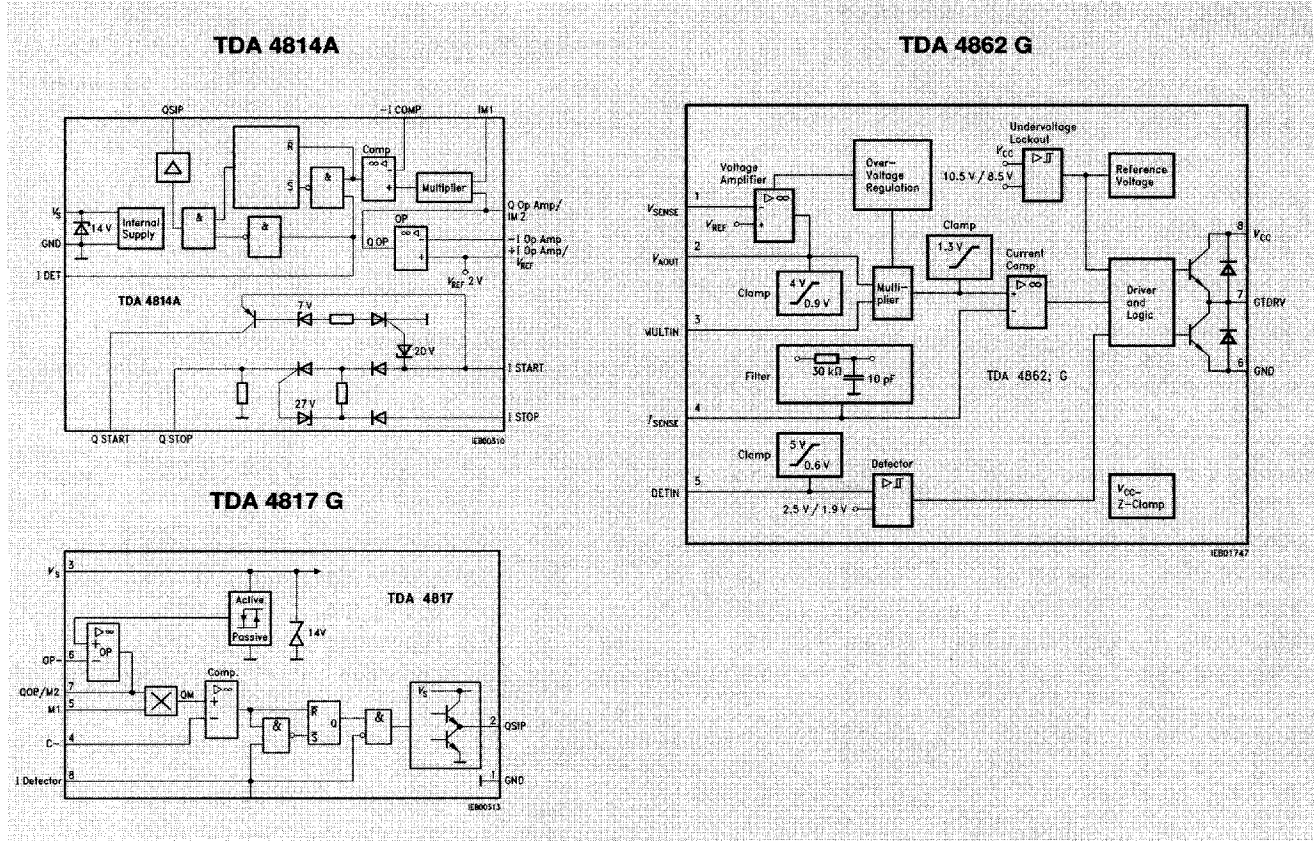 TDA 4814A
QSIP
-I COMP
IM1
R̅
S̅
&
Comp
∞
-
+
Multiplier
Q Op Amp/
IM 2
VS
14 V
GND
Internal
Supply
&
&
OP
∞
-
+
Q OP
-I Op Amp
+I Op Amp/
VREF
VREF 2 V
I DET
TDA 4814A
7 V
20 V
I START
27 V
I STOP
Q START
Q STOP
IEB00310
TDA 4817 G
VS
3
TDA 4817
Active
Passive
14V
∞
+
-
OP
OP-
6
QOP/M2
7
M1
5
QM
Comp.
∞
+
-
C-
4
&
R̅
S̅
Q
&
VS
2
QSIP
I Detector
8
1
GND
IEB00313
TDA 4862 G
Undervoltage
Lockout
VCC
10.5 V / 8.5 V
Reference
Voltage
Voltage
Amplifier
∞
-
+
Over-
Voltage
Regulation
1
VSENSE
VREF
2
VAOUT
Clamp
1.3 V
Current
Comp
∞
8
VCC
Clamp
4 V
0.9 V
Multi-
plier
Driver
and
Logic
7
GTDRV
3
MULTIN
Filter
30 kΩ
10 pF
TDA 4862; G
6
GND
4
ISENSE
Clamp
5 V
0.6 V
Detector
5
DETIN
2.5 V / 1.9 V
VCC-
Z-Clamp
IEB01747